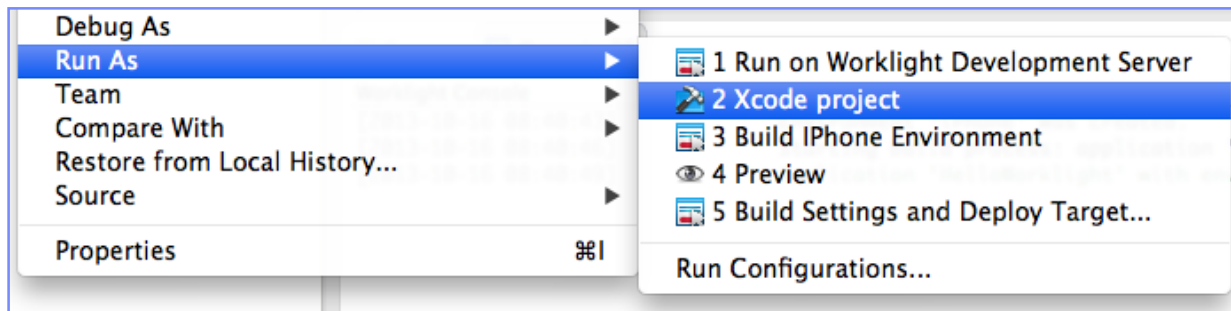 Debug As
Run As
Team
Compare With
Restore from Local History...
Source
Properties ⌘I
1 Run on Worklight Development Server
2 Xcode project
3 Build IPhone Environment
4 Preview
5 Build Settings and Deploy Target...
Run Configurations...
Worklight Console